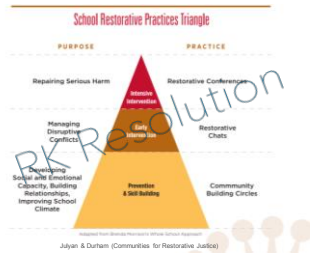 School Restorative Practices Triangle
PURPOSE
PRACTICE
Repairing Serious Harm
Intensive
Intervention
Restorative Conferences
Managing
Disruptive
Conflicts
Early
Intervention
Restorative
Chats
Developing
Social and Emotional
Capacity, Building
Relationships,
Improving School
Climate
Prevention
& Skill Building
Commmunity
Building Circles
RK Resolution
Adapted from Brenda Morrison's Whole School Approach
Julyan & Durham (Communities for Restorative Justice)